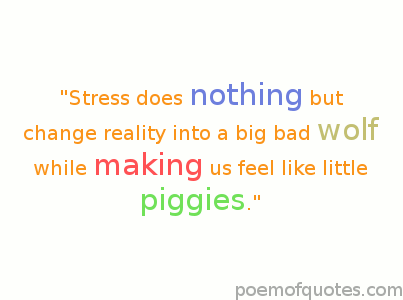 "Stress does nothing but
change reality into a big bad wolf
while making us feel like little
piggies."
poemofquotes.com